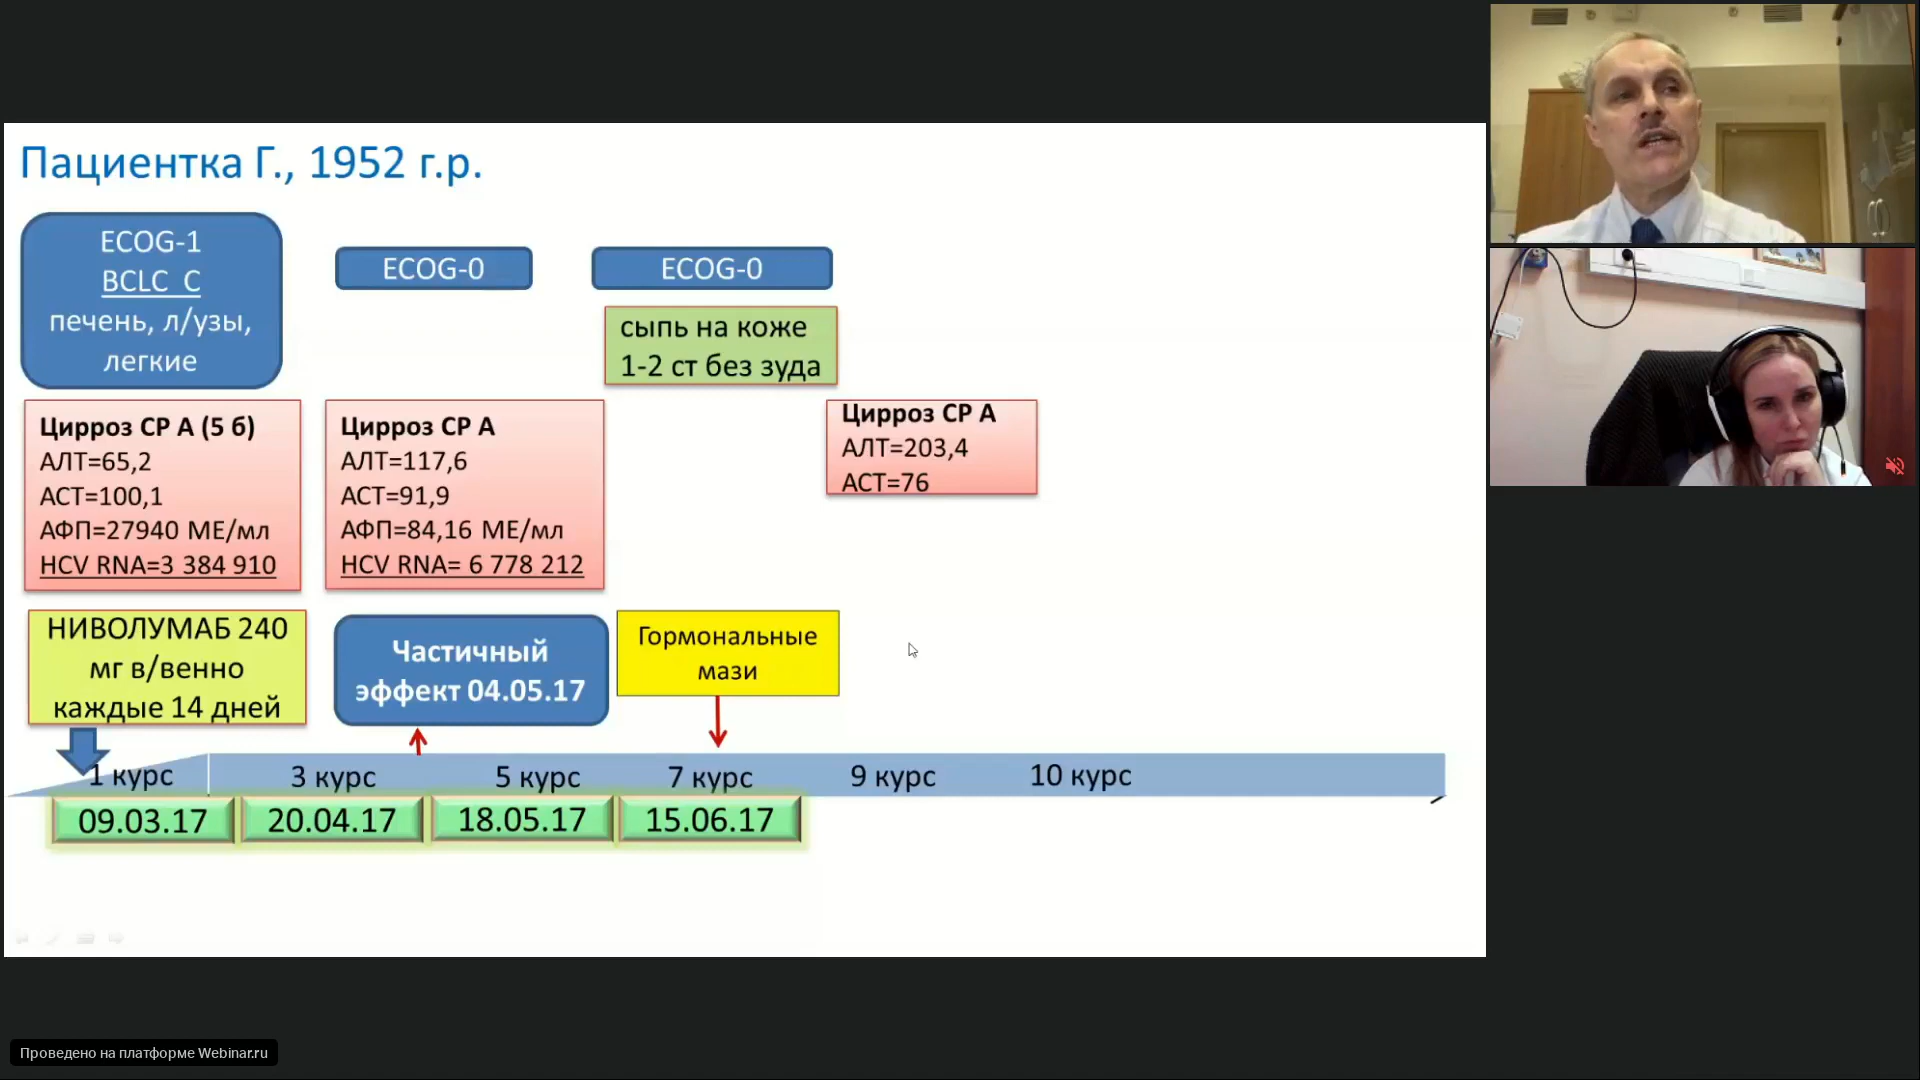 Пациентка Г., 1952 г.р.
ECOG-1
BCLC C
печень, л/узы,
легкие
ECOG-0
ECOG-0
сыпь на коже
1-2 ст без зуда
Цирроз СР А (5 б)
АЛТ=65,2
АСТ=100,1
АФП=27940 МЕ/мл
HCV RNA=3 384 910
Цирроз СР А
АЛТ=117,6
АСТ=91,9
АФП=84,16 МЕ/мл
HCV RNA= 6 778 212
Цирроз СР А
АЛТ=203,4
АСТ=76
НИВОЛУМАБ 240
мг в/венно
каждые 14 дней
Частичный
эффект 04.05.17
Гормональные
мази
1 курс
3 курс
5 курс
7 курс
9 курс
10 курс
09.03.17
20.04.17
18.05.17
15.06.17
Проведено на платформе Webinar.ru